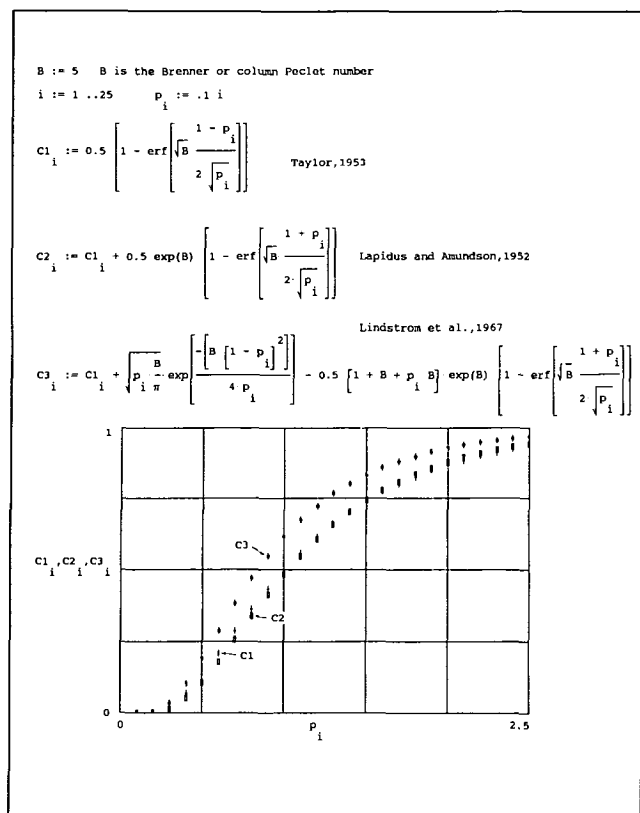 B := 5 B is the Brenner or column Peclet number
i := 1 ..25 p_i := .1 i
C1_i := 0.5 [1 - erf[√B (1 - p_i)/(2 √p_i)]] Taylor,1953
C2_i := C1_i + 0.5 exp(B) [1 - erf[√B (1 + p_i)/(2·√p_i)]] Lapidus and Amundson,1952
Lindstrom et al.,1967
C3_i := C1_i + √(p_i·B/π) exp[-[B [1 - p_i]^2]/(4·p_i)] - 0.5 [1 + B + p_i B]·exp(B) [1 - erf[√B (1 + p_i)/(2·√p_i)]]
1
C3
C1_i,C2_i,C3_i
C2
C1
0
0 p_i 2.5